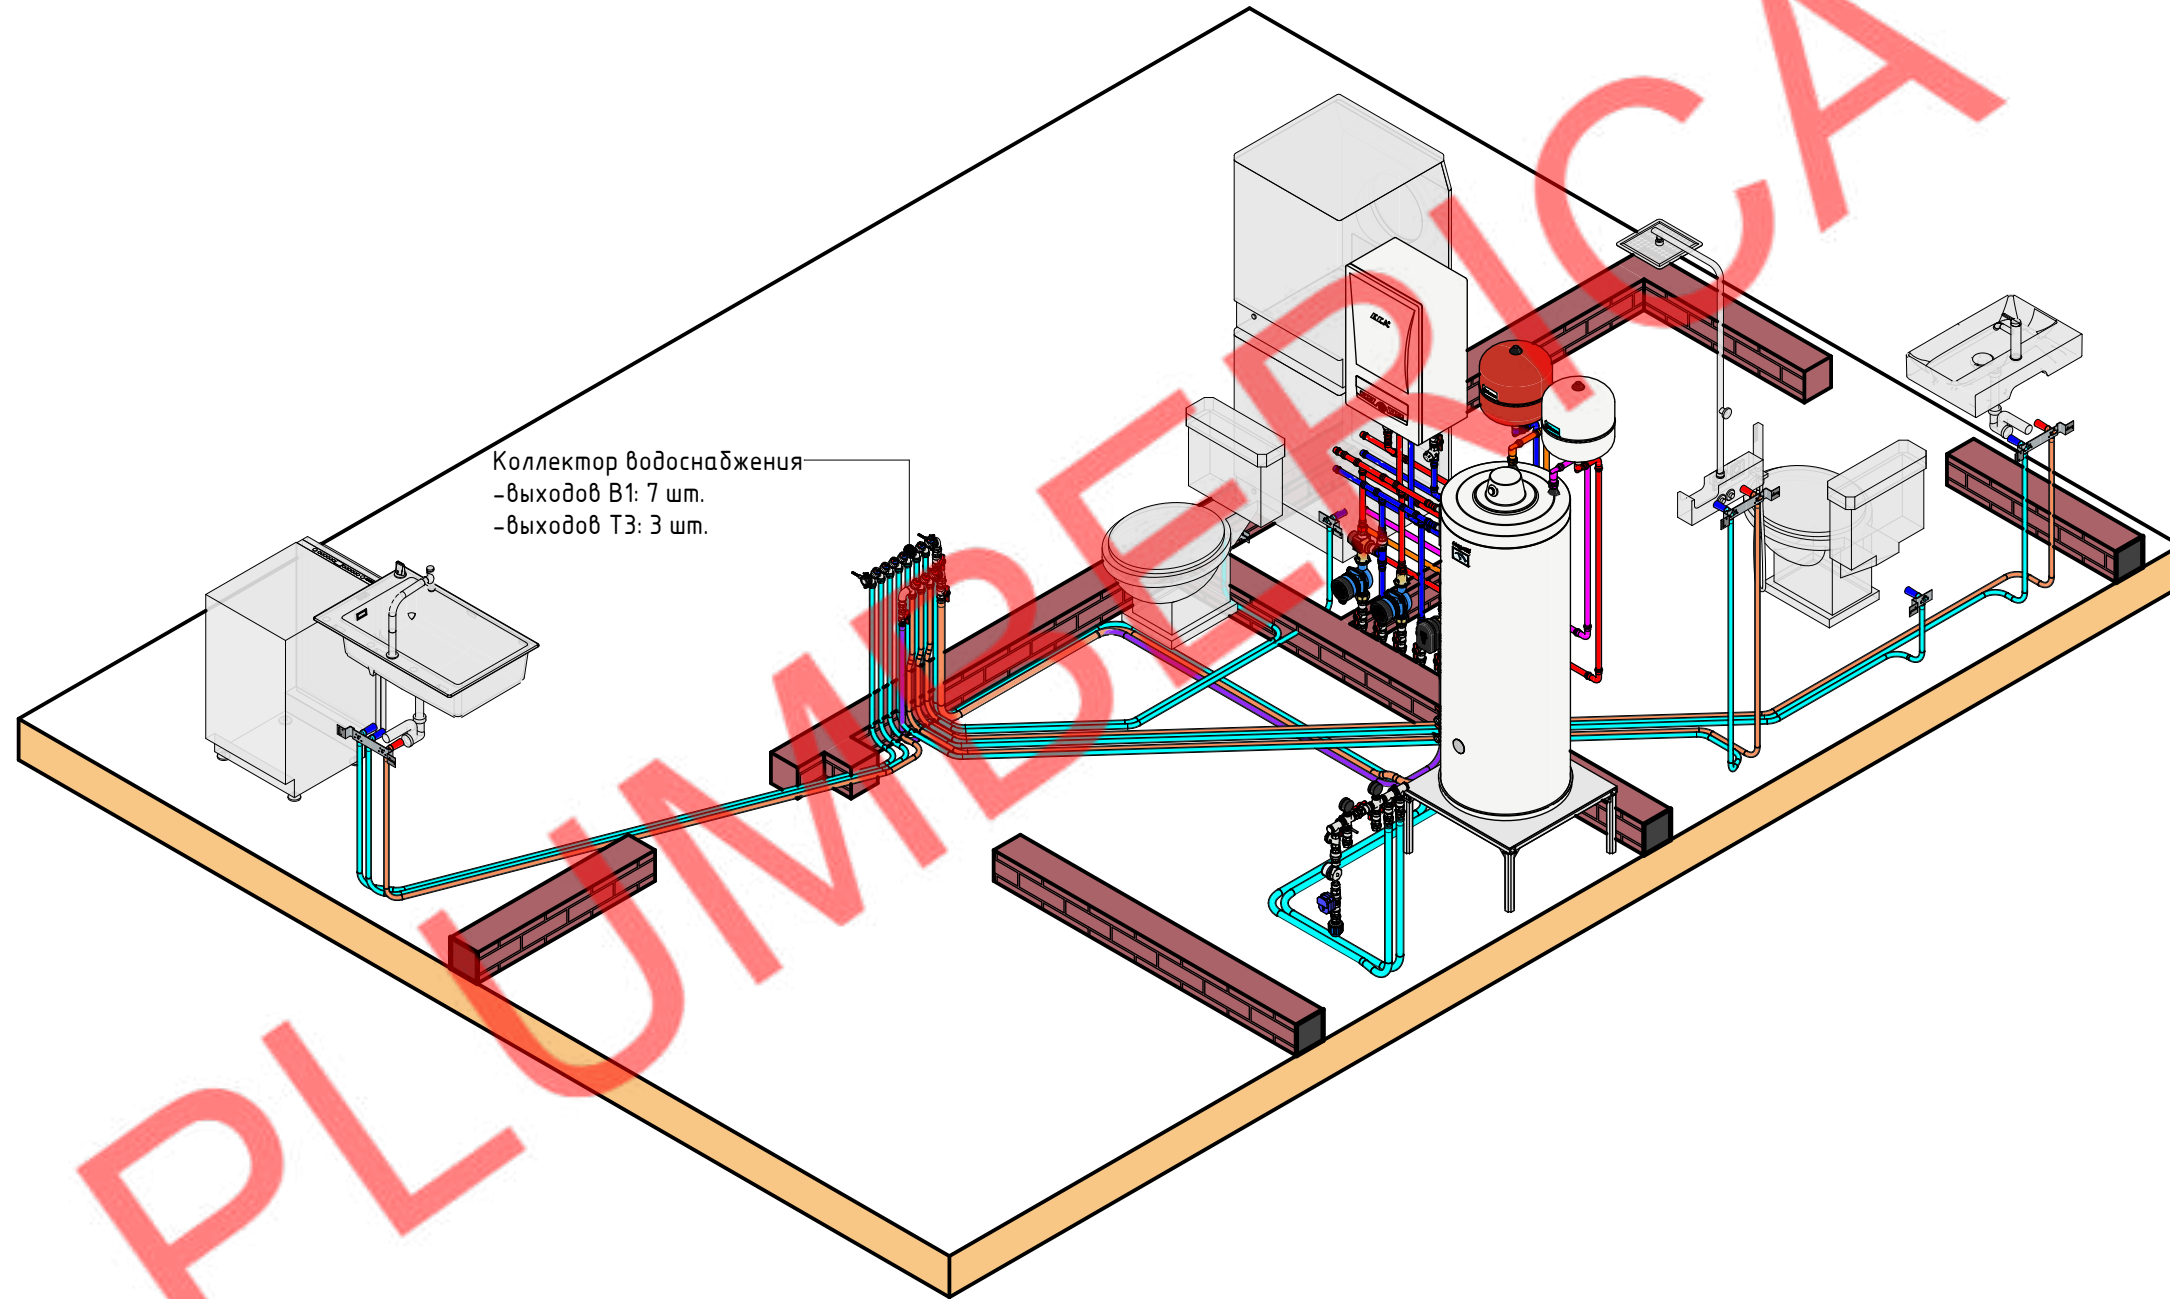 Коллектор водоснабжения
-выходов В1: 7 шт.
-выходов Т3: 3 шт.
PLUMBERICA